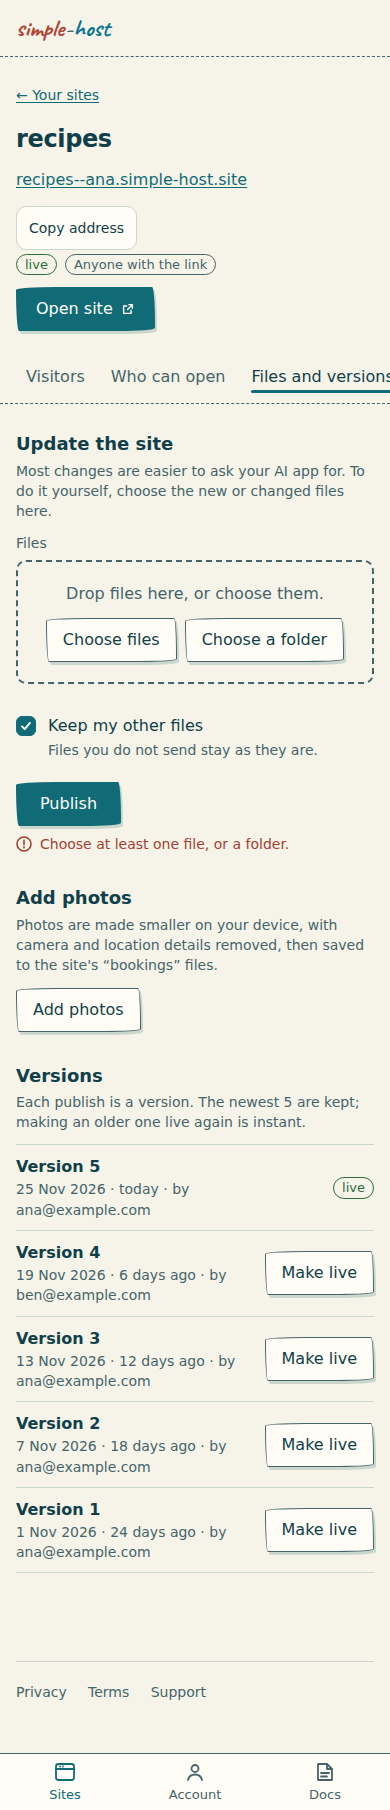 simple-host
← Your sites
recipes
recipes--ana.simple-host.site
Copy address
live Anyone with the link
Open site
Visitors Who can open Files and versions
Update the site
Most changes are easier to ask your AI app for. To
do it yourself, choose the new or changed files
here.
Files
Drop files here, or choose them.
Choose files Choose a folder
Keep my other files
Files you do not send stay as they are.
Publish
Choose at least one file, or a folder.
Add photos
Photos are made smaller on your device, with
camera and location details removed, then saved
to the site's “bookings” files.
Add photos
Versions
Each publish is a version. The newest 5 are kept;
making an older one live again is instant.
Version 5
25 Nov 2026 · today · by
ana@example.com
live
Version 4
19 Nov 2026 · 6 days ago · by
ben@example.com
Make live
Version 3
13 Nov 2026 · 12 days ago · by
ana@example.com
Make live
Version 2
7 Nov 2026 · 18 days ago · by
ana@example.com
Make live
Version 1
1 Nov 2026 · 24 days ago · by
ana@example.com
Make live
Privacy Terms Support
Sites Account Docs